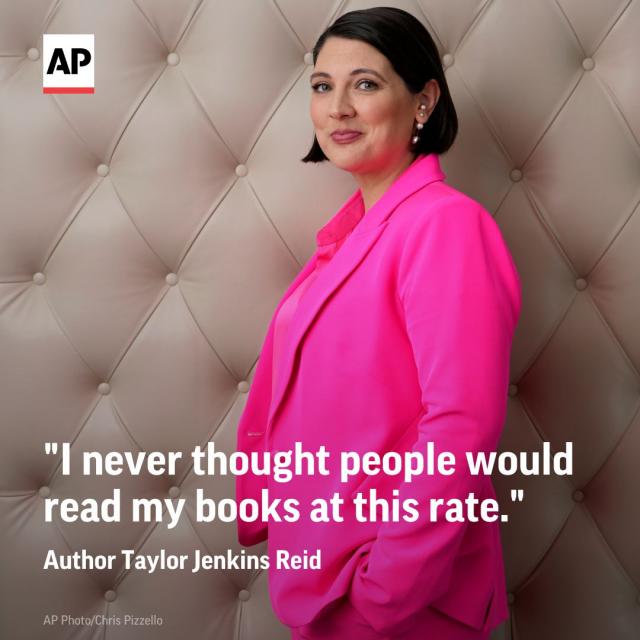 AP
"I never thought people would
read my books at this rate."
Author Taylor Jenkins Reid
AP Photo/Chris Pizzello